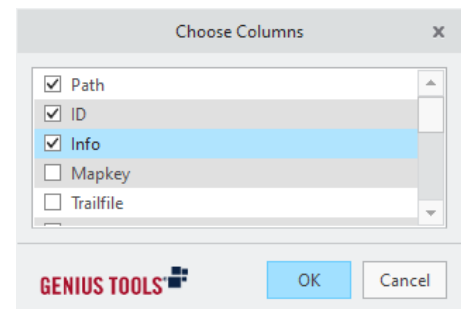 Choose Columns
Path
ID
Info
Mapkey
Trailfile
GENIUS TOOLS
OK
Cancel